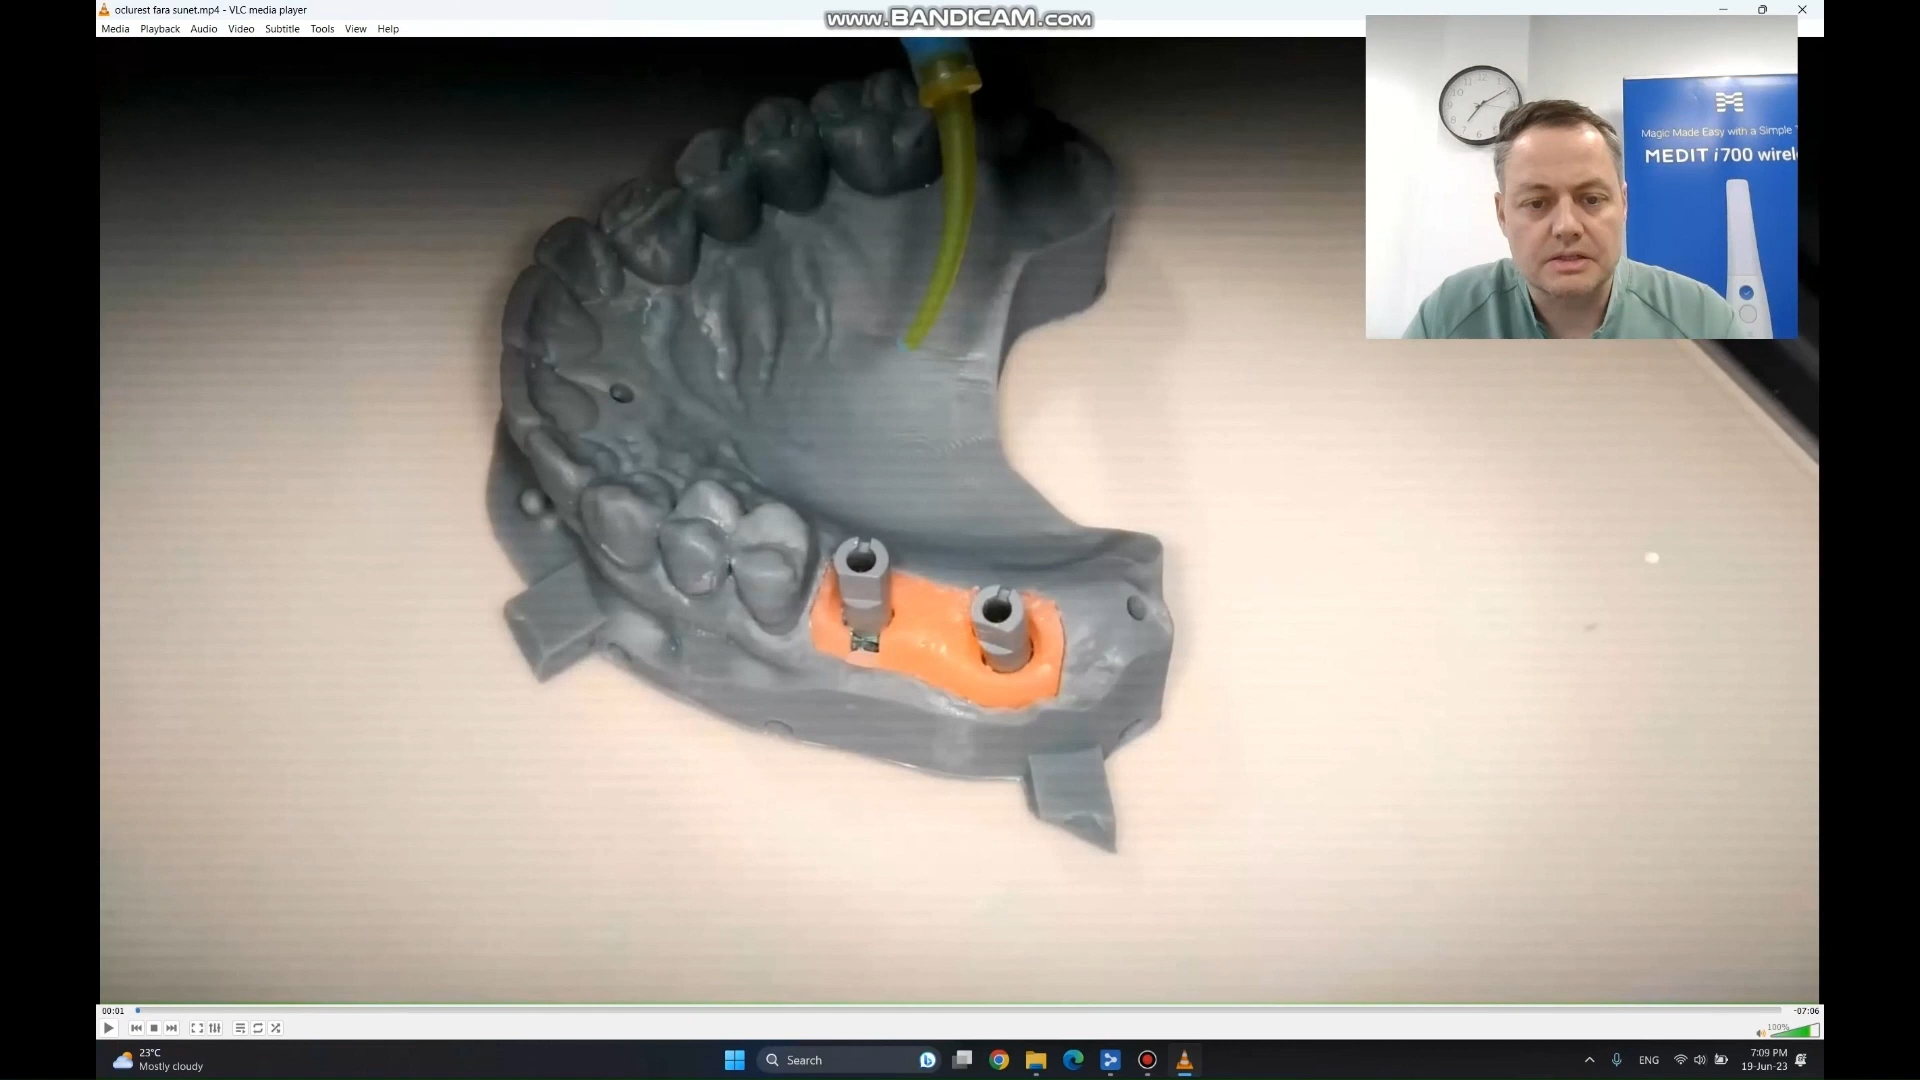 oclurest fara sunet.mp4 - VLC media player
www.BANDICAM.com
Media Playback Audio Video Subtitle Tools View Help
Magic Made Easy with a Simple
MEDIT i700
00:01
-07:06
100%
23°C
Mostly cloudy
Search
ENG
7:09 PM
19-Jun-23